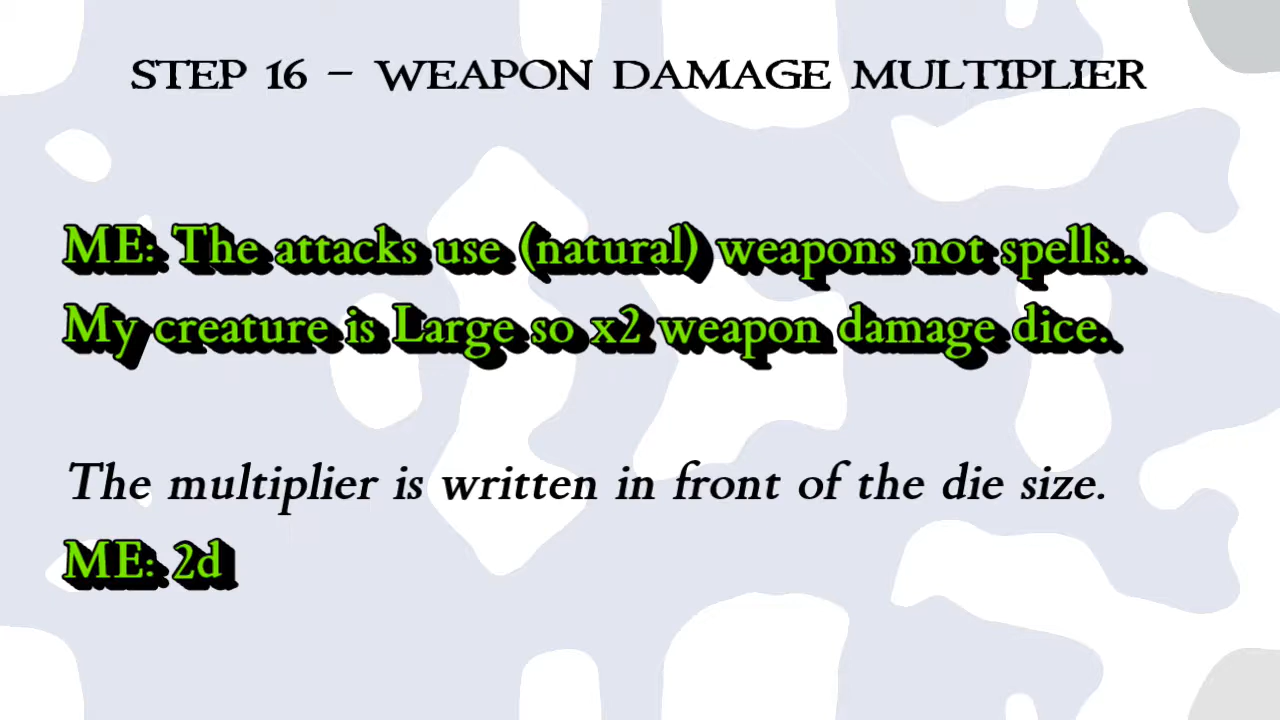 STEP 16 – WEAPON DAMAGE MULTIPLIER
ME: The attacks use (natural) weapons not spells..
My creature is Large so x2 weapon damage dice.
The multiplier is written in front of the die size.
ME: 2d